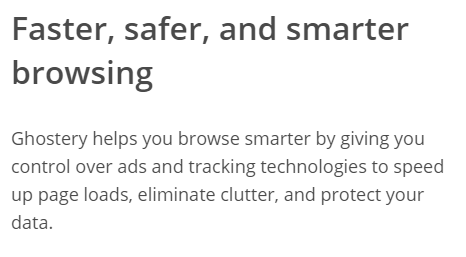 Faster, safer, and smarter
browsing
Ghostery helps you browse smarter by giving you
control over ads and tracking technologies to speed
up page loads, eliminate clutter, and protect your
data.